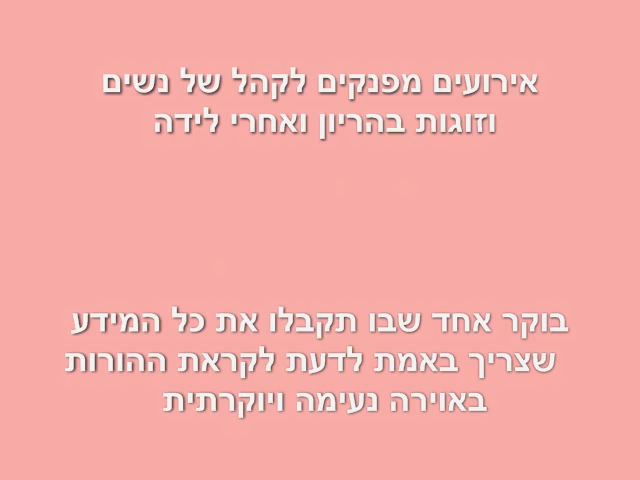 אירועים מפנקים לקהל של נשים
וזוגות בהריון ואחרי לידה
בוקר אחד שבו תקבלו את כל המידע
שצריך באמת לדעת לקראת ההורות
באוירה נעימה ויוקרתית